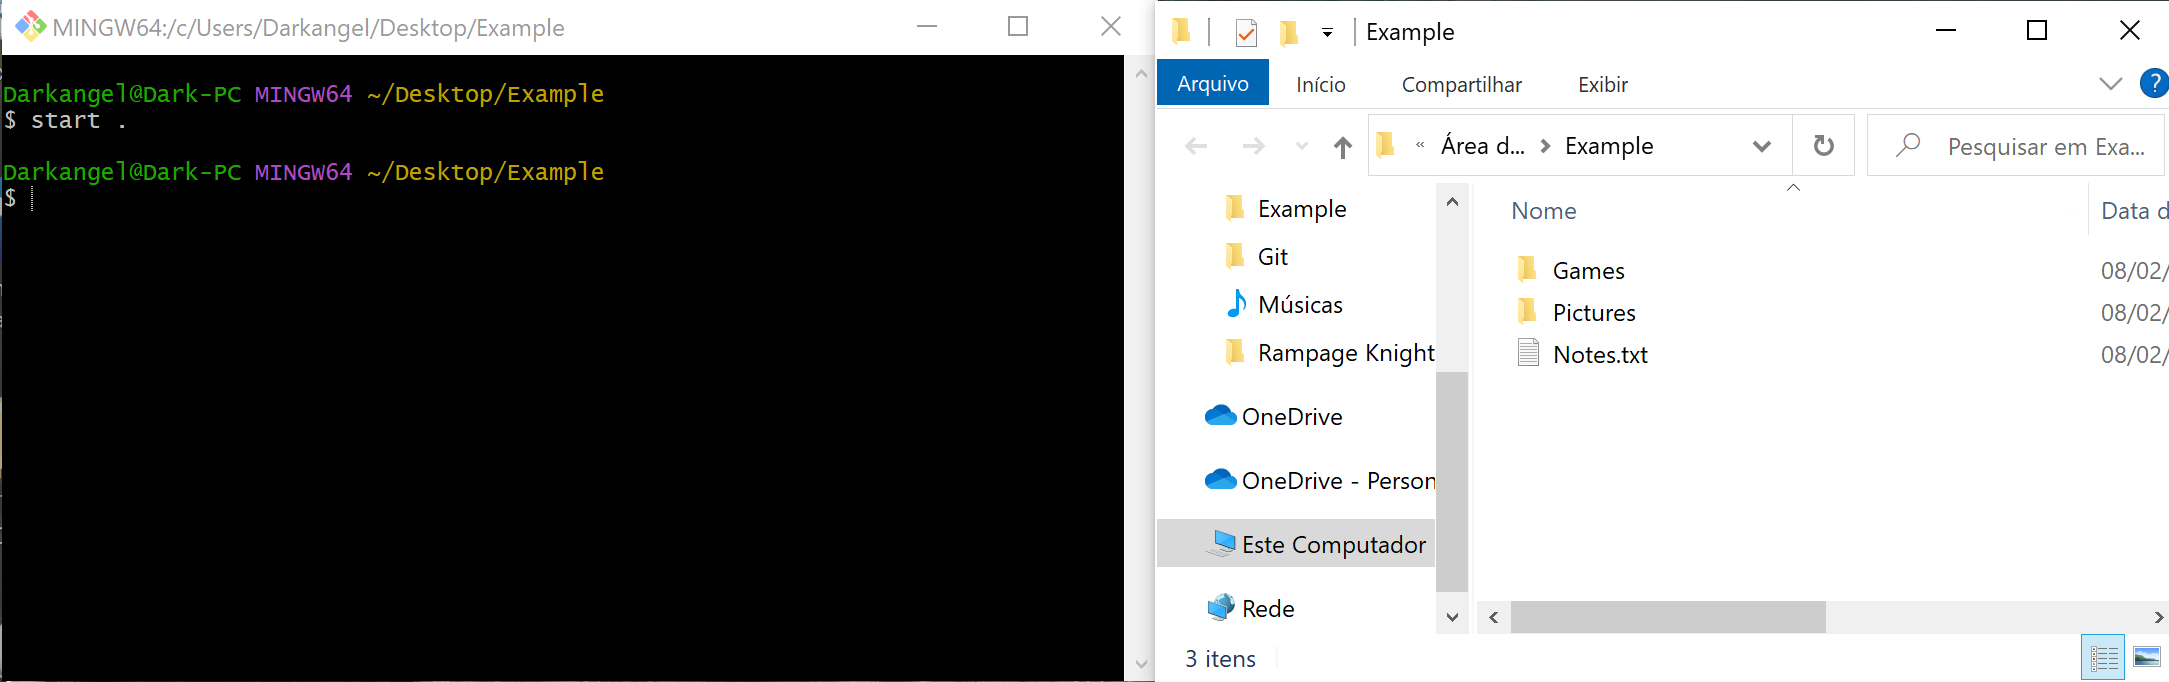 MINGW64:/c/Users/Darkangel/Desktop/Example
Darkangel@Dark-PC MINGW64 ~/Desktop/Example
$ start .
Darkangel@Dark-PC MINGW64 ~/Desktop/Example
$
Example
Arquivo Início Compartilhar Exibir
?
« Área d... > Example
Pesquisar em Exa...
Example
Git
Músicas
Rampage Knight
OneDrive
OneDrive - Person
Este Computador
Rede
Nome Data d
Games 08/02/
Pictures 08/02/
Notes.txt 08/02/
3 itens